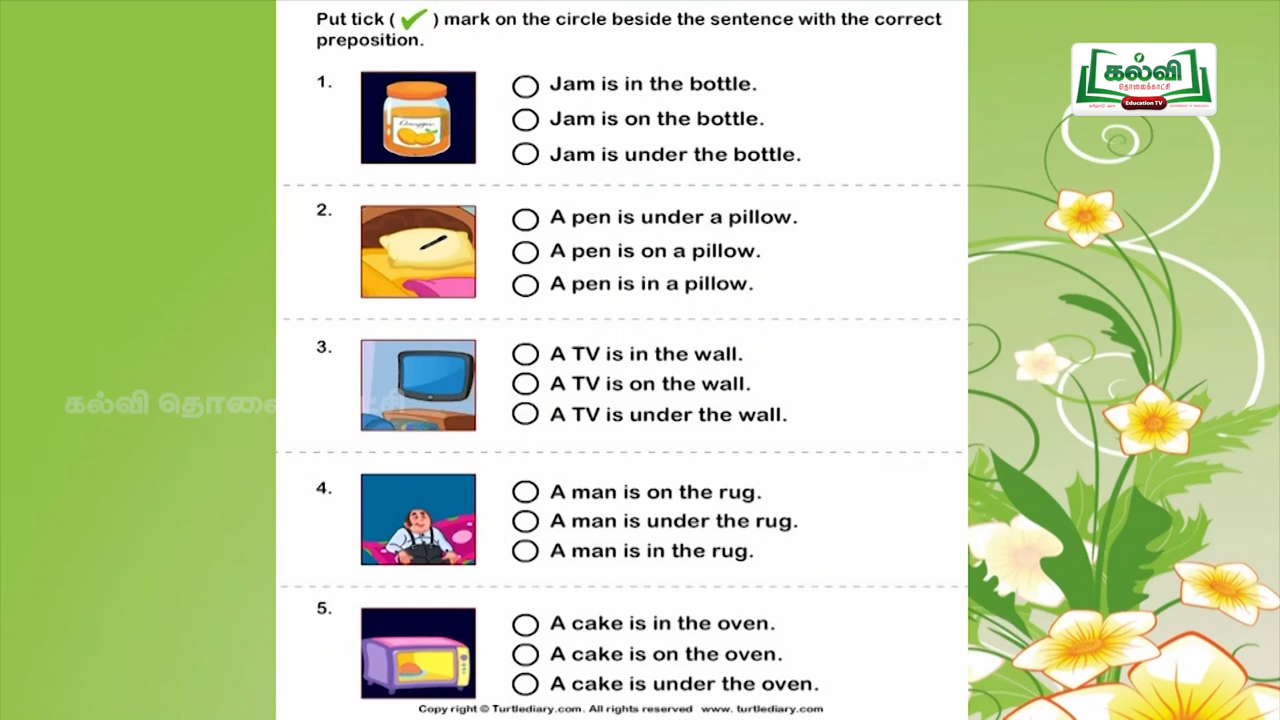 Put tick ( ✔ ) mark on the circle beside the sentence with the correct
preposition.
கல்வி
தொலைக்காட்சி
Education TV
1.
Jam is in the bottle.
Jam is on the bottle.
Jam is under the bottle.
2.
A pen is under a pillow.
A pen is on a pillow.
A pen is in a pillow.
3.
A TV is in the wall.
A TV is on the wall.
A TV is under the wall.
கல்வி தொலைக்காட்சி
4.
A man is on the rug.
A man is under the rug.
A man is in the rug.
5.
A cake is in the oven.
A cake is on the oven.
A cake is under the oven.
Copy right © Turtlediary.com. All rights reserved www. turtlediary.com